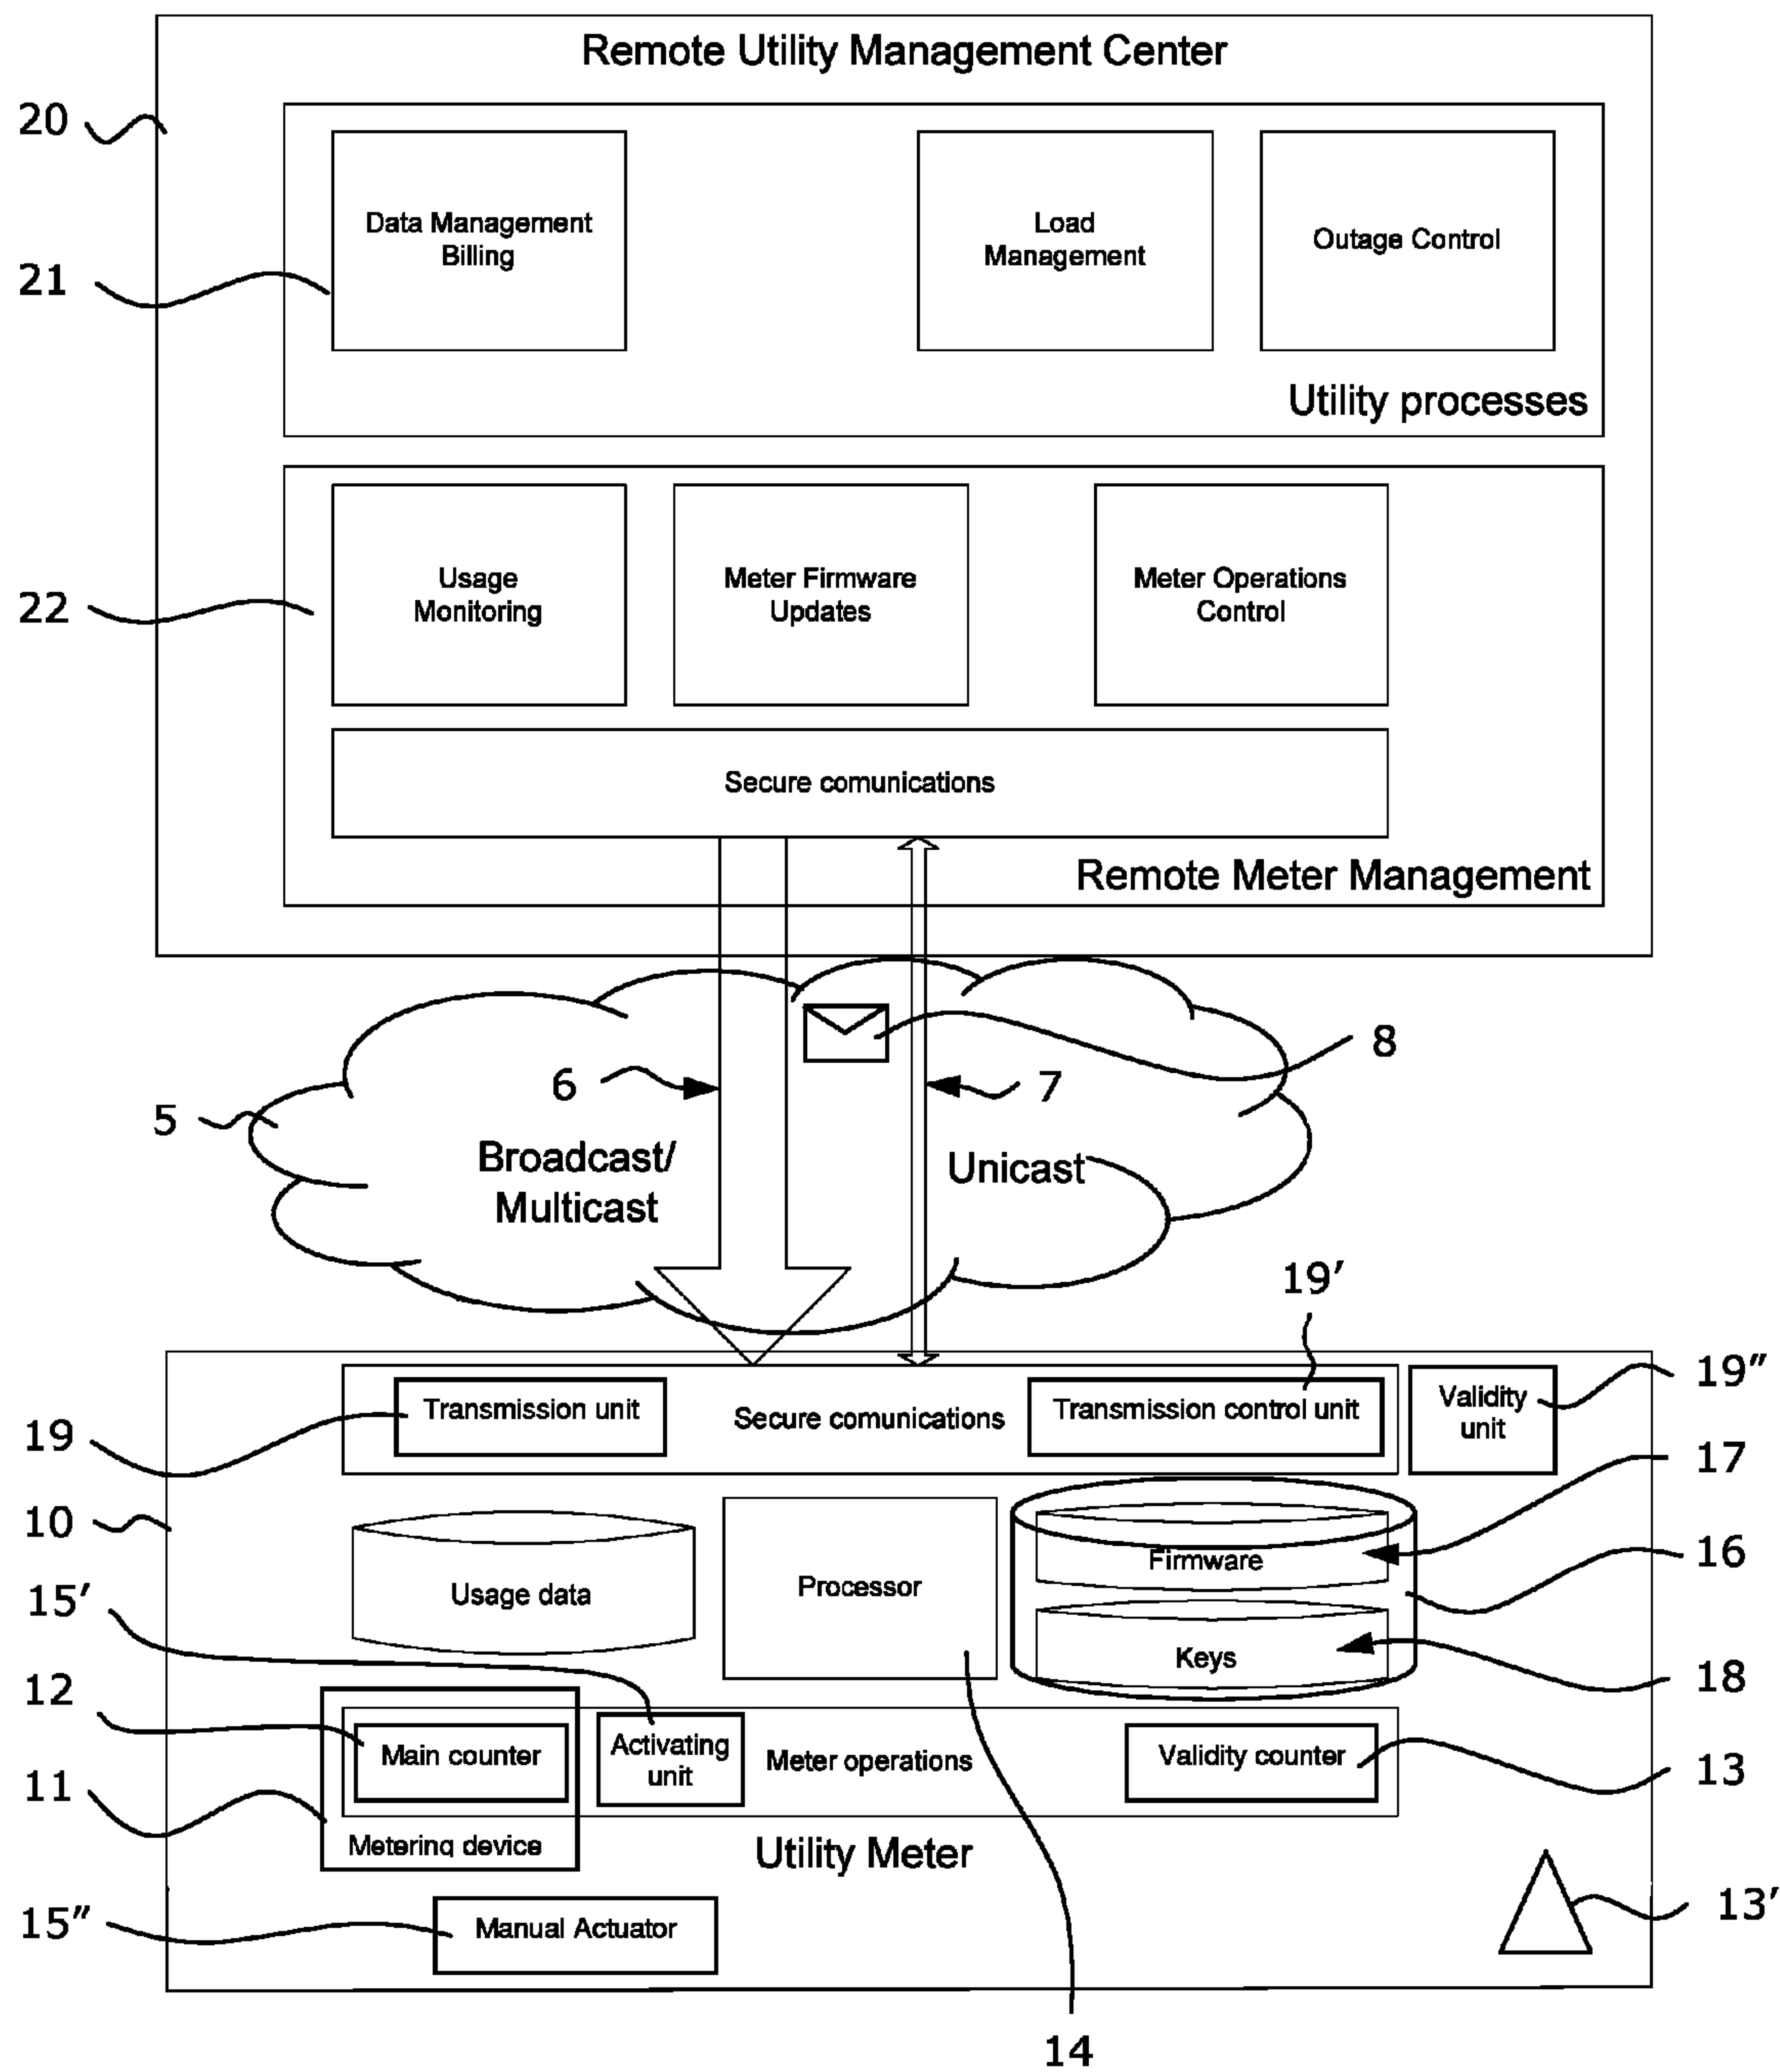 Remote Utility Management Center
20
Data Management
Billing
Load
Management
Outage Control
21
Utility processes
Usage
Monitoring
Meter Firmware
Updates
Meter Operations
Control
22
Secure comunications
Remote Meter Management
8
6
7
5
Broadcast/
Multicast
Unicast
19′
19″
Transmission unit
Secure comunications
Transmission control unit
Validity
unit
19
17
10
Firmware
16
Usage data
Processor
15′
Keys
18
12
Main counter
Activating
unit
Meter operations
Validity counter
13
11
Metering device
Utility Meter
13′
15″
Manual Actuator
14